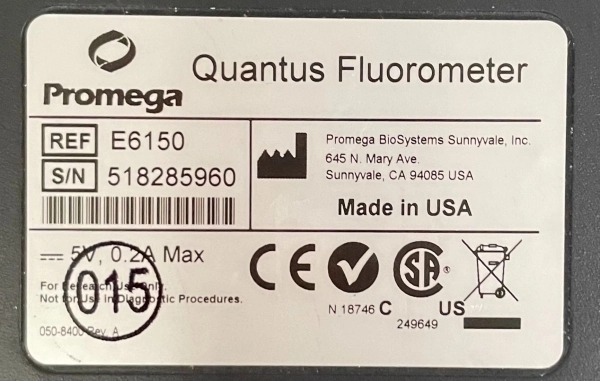 Promega
Quantus Fluorometer
REF E6150
S/N 518285960
Promega BioSystems Sunnyvale, Inc.
645 N. Mary Ave.
Sunnyvale, CA 94085 USA
Made in USA
5V, 0.2A Max
015
For Research Use Only.
Not for Use in Diagnostic Procedures.
050-8400 Rev. A
CE
N 18746
C SA ® US
249649